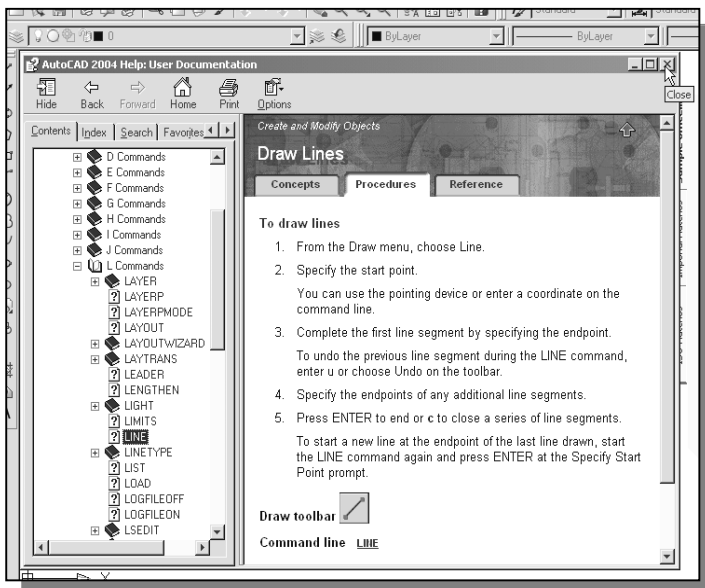 Standard
Standard
0
ByLayer
ByLayer
AutoCAD 2004 Help: User Documentation
Close
Hide
Back
Forward
Home
Print
Options
Contents
Index
Search
Favorites
D Commands
E Commands
F Commands
G Commands
H Commands
I Commands
J Commands
L Commands
LAYER
LAYERP
LAYERPMODE
LAYOUT
LAYOUTWIZARD
LAYTRANS
LEADER
LENGTHEN
LIGHT
LIMITS
LINE
LINETYPE
LIST
LOAD
LOGFILEOFF
LOGFILEON
LSEDIT
Create and Modify Objects
Draw Lines
Concepts
Procedures
Reference
To draw lines
1. From the Draw menu, choose Line.
2. Specify the start point.
You can use the pointing device or enter a coordinate on the
command line.
3. Complete the first line segment by specifying the endpoint.
To undo the previous line segment during the LINE command,
enter u or choose Undo on the toolbar.
4. Specify the endpoints of any additional line segments.
5. Press ENTER to end or c to close a series of line segments.
To start a new line at the endpoint of the last line drawn, start
the LINE command again and press ENTER at the Specify Start
Point prompt.
Draw toolbar
Command line LINE